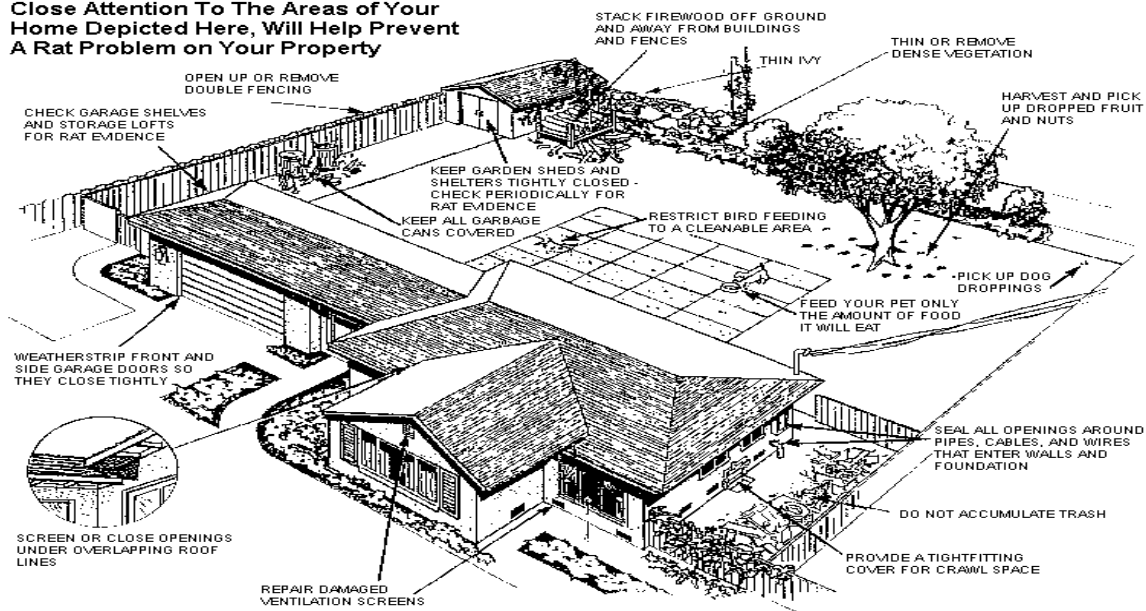 Close Attention To The Areas of Your
Home Depicted Here, Will Help Prevent
A Rat Problem on Your Property
STACK FIREWOOD OFF GROUND
AND AWAY FROM BUILDINGS
AND FENCES
THIN OR REMOVE
DENSE VEGETATION
THIN IVY
OPEN UP OR REMOVE
DOUBLE FENCING
HARVEST AND PICK
UP DROPPED FRUIT
AND NUTS
CHECK GARAGE SHELVES
AND STORAGE LOFTS
FOR RAT EVIDENCE
KEEP GARDEN SHEDS AND
SHELTERS TIGHTLY CLOSED -
CHECK PERIODICALLY FOR
RAT EVIDENCE
KEEP ALL GARBAGE
CANS COVERED
RESTRICT BIRD FEEDING
TO A CLEANABLE AREA
PICK UP DOG
DROPPINGS
FEED YOUR PET ONLY
THE AMOUNT OF FOOD
IT WILL EAT
WEATHERSTRIP FRONT AND
SIDE GARAGE DOORS SO
THEY CLOSE TIGHTLY
SEAL ALL OPENINGS AROUND
PIPES, CABLES, AND WIRES
THAT ENTER WALLS AND
FOUNDATION
DO NOT ACCUMULATE TRASH
SCREEN OR CLOSE OPENINGS
UNDER OVERLAPPING ROOF
LINES
PROVIDE A TIGHTFITTING
COVER FOR CRAWL SPACE
REPAIR DAMAGED
VENTILATION SCREENS